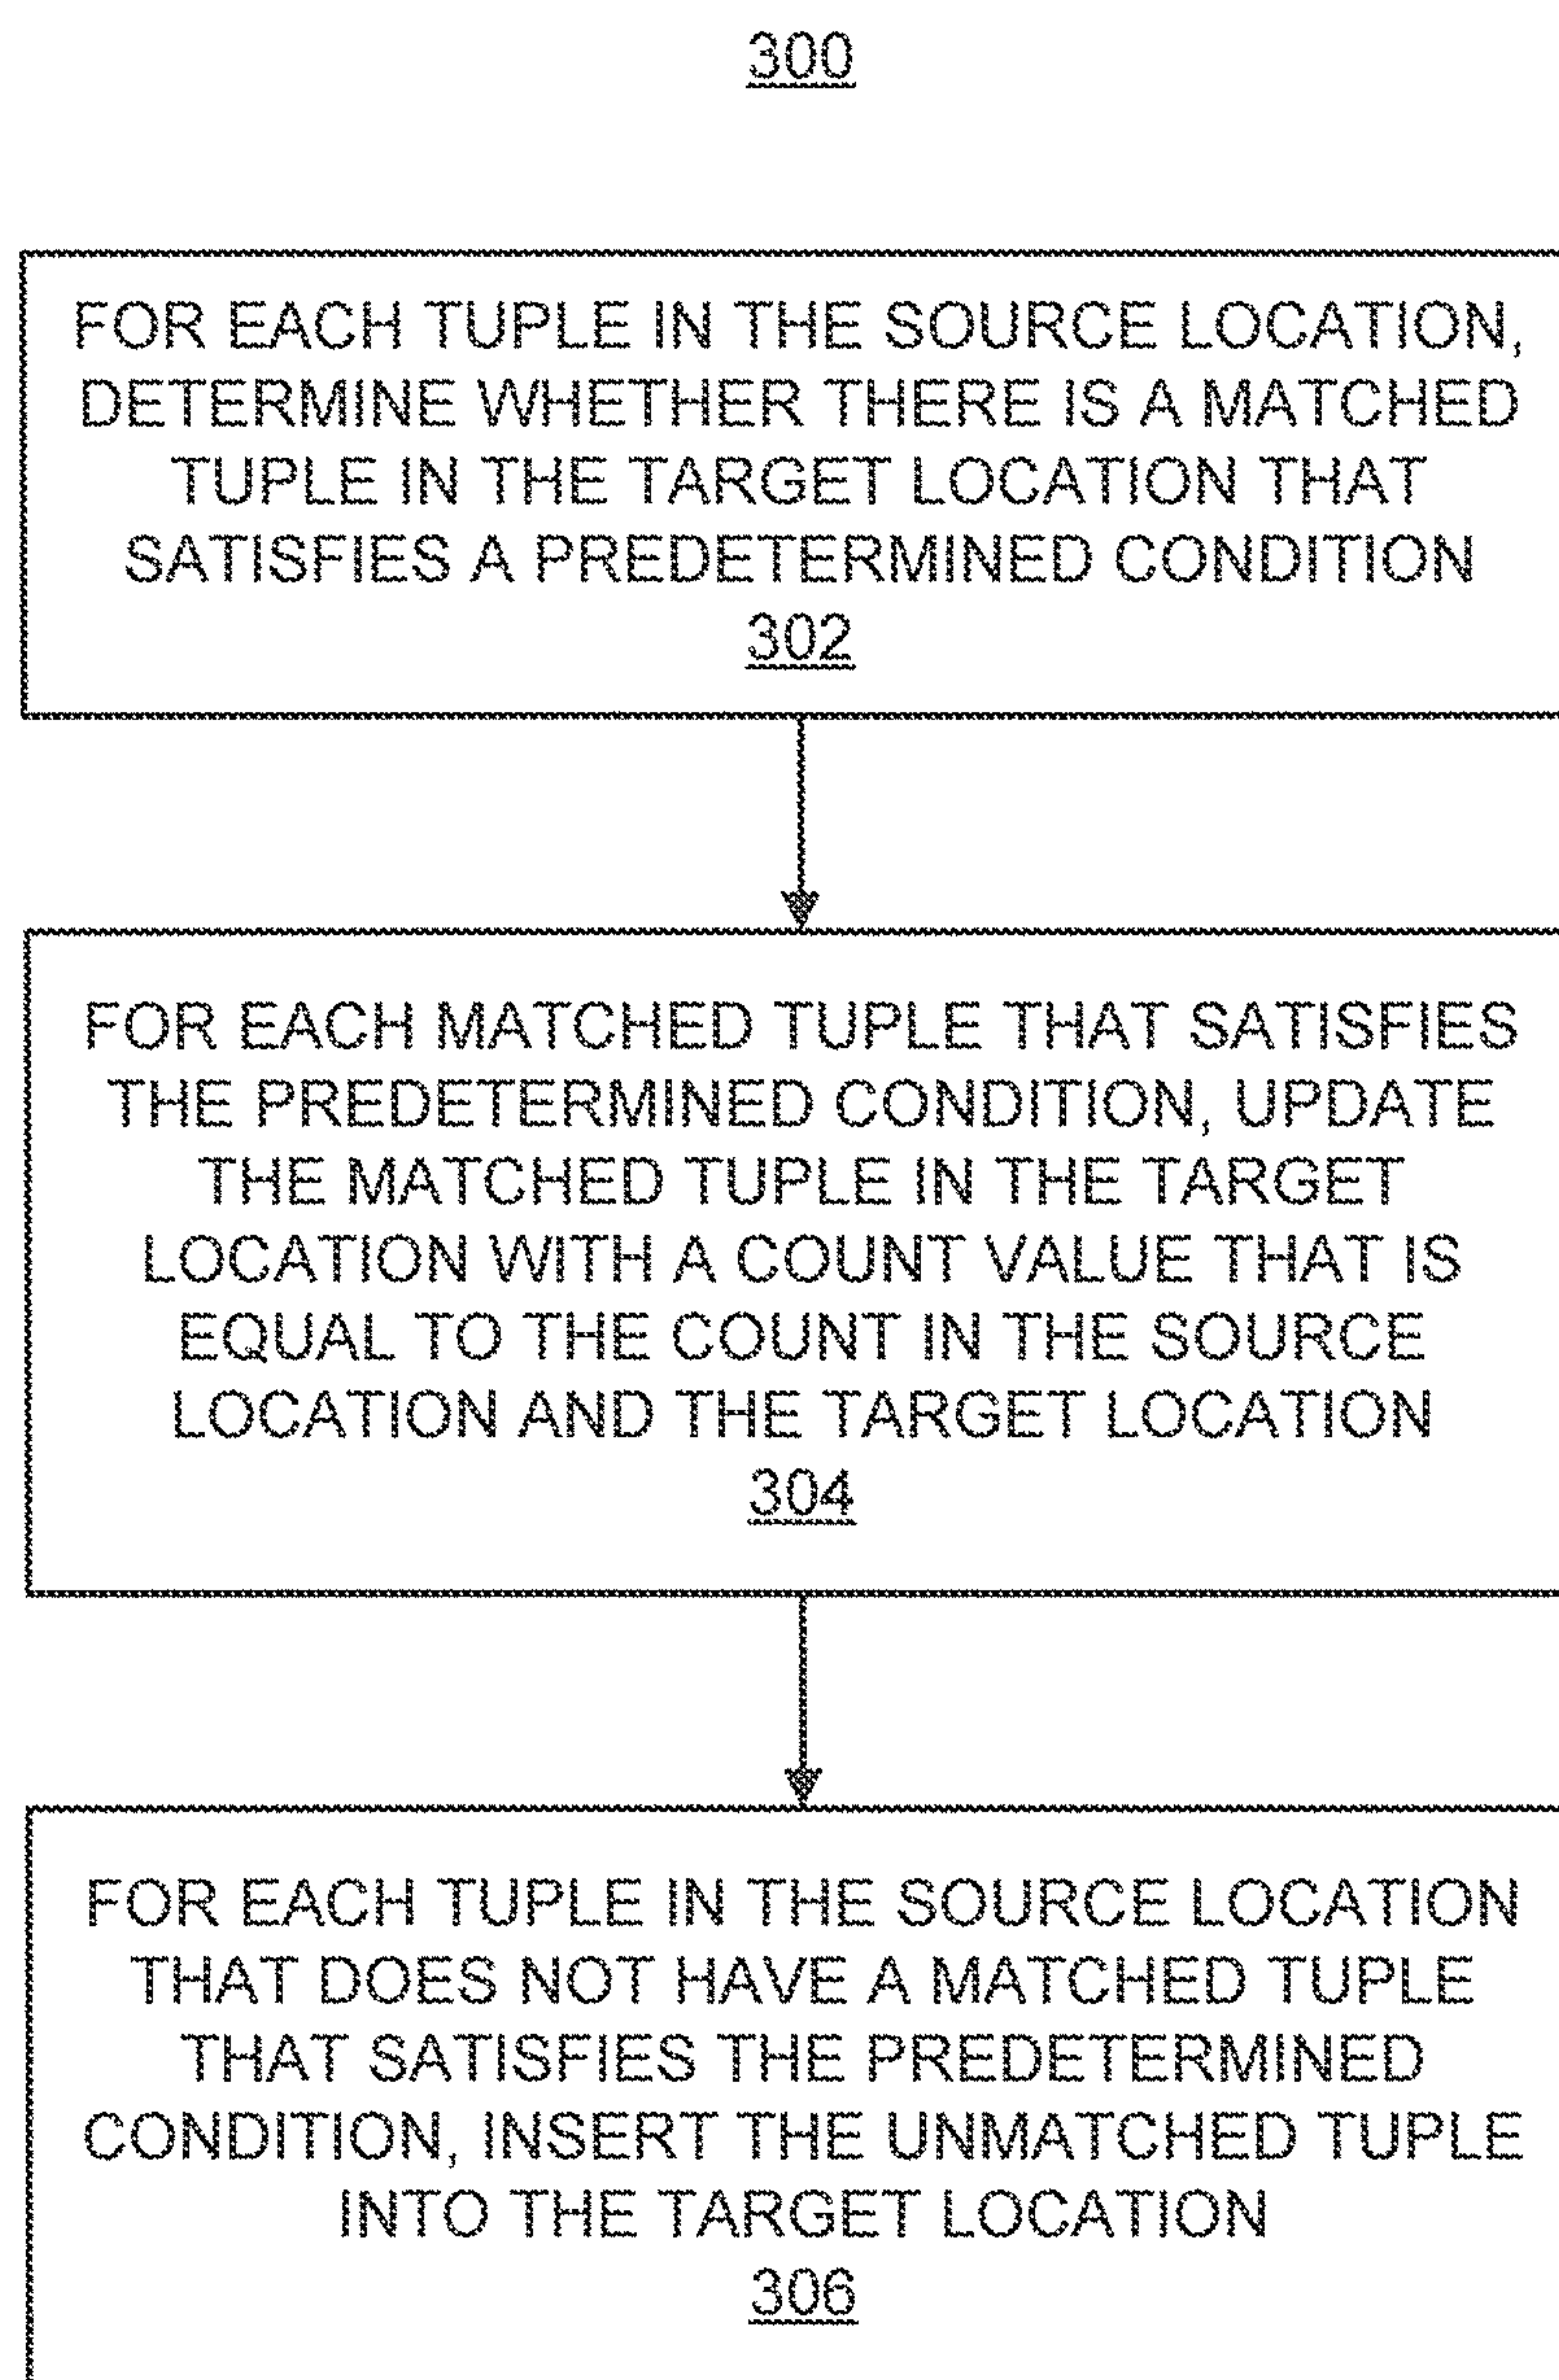 300
FOR EACH TUPLE IN THE SOURCE LOCATION,
DETERMINE WHETHER THERE IS A MATCHED
TUPLE IN THE TARGET LOCATION THAT
SATISFIES A PREDETERMINED CONDITION
302
FOR EACH MATCHED TUPLE THAT SATISFIES
THE PREDETERMINED CONDITION, UPDATE
THE MATCHED TUPLE IN THE TARGET
LOCATION WITH A COUNT VALUE THAT IS
EQUAL TO THE COUNT IN THE SOURCE
LOCATION AND THE TARGET LOCATION
304
FOR EACH TUPLE IN THE SOURCE LOCATION
THAT DOES NOT HAVE A MATCHED TUPLE
THAT SATISFIES THE PREDETERMINED
CONDITION, INSERT THE UNMATCHED TUPLE
INTO THE TARGET LOCATION
306